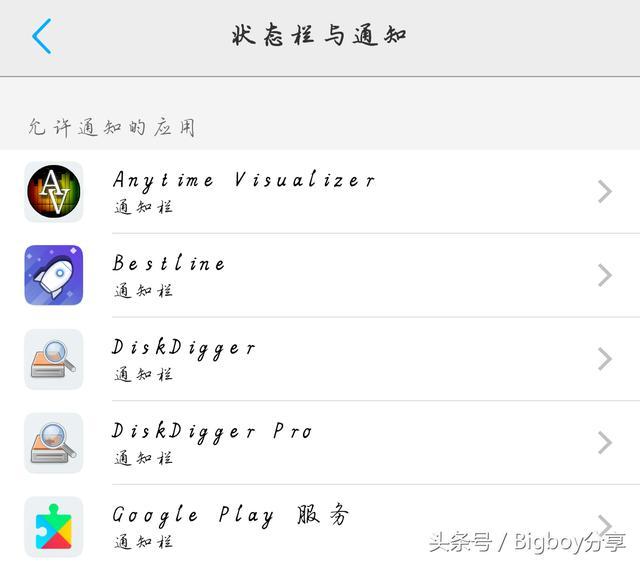 状态栏与通知
允许通知的应用
Anytime Visualizer
通知栏
Bestline
通知栏
DiskDigger
通知栏
DiskDigger Pro
通知栏
Google Play 服务
通知栏
头条号 / Bigboy分享